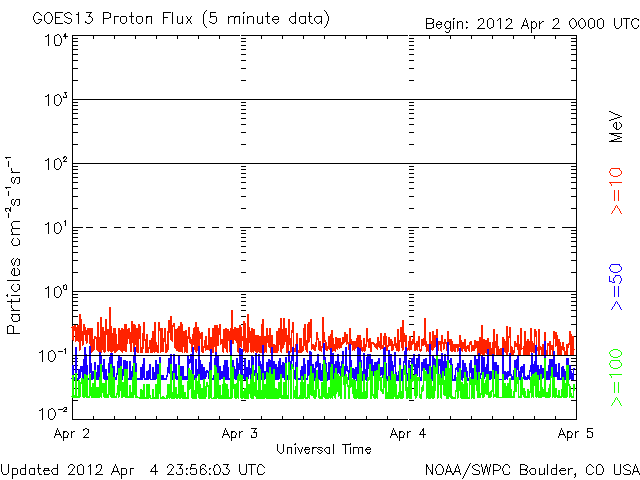 GOES13 Proton Flux (5 minute data)
Begin: 2012 Apr 2 0000 UTC
10⁴
10³
10²
10¹
10⁰
10⁻¹
10⁻²
Particles cm⁻²s⁻¹sr⁻¹
MeV
>=10
>=50
>=100
Apr 2
Apr 3
Apr 4
Apr 5
Universal Time
Updated 2012 Apr 4 23:56:03 UTC
NOAA/SWPC Boulder, CO USA